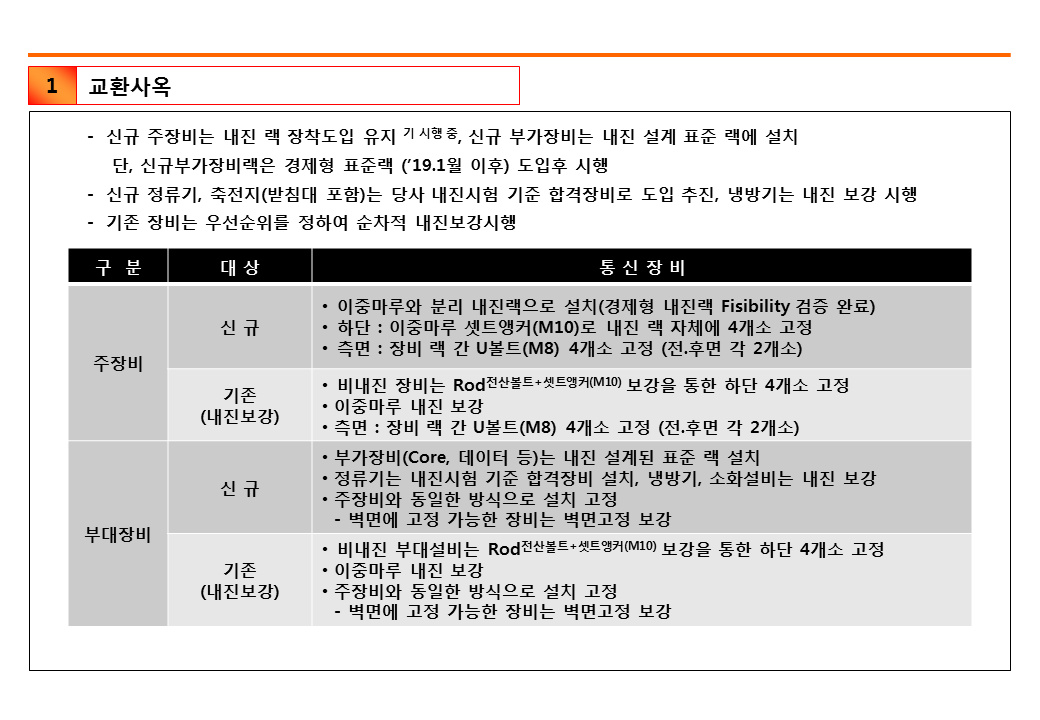 1 교환사옥
- 신규 주장비는 내진 랙 장착도입 유지 기 시행 중, 신규 부가장비는 내진 설계 표준 랙에 설치
단, 신규부가장비랙은 경제형 표준랙 (’19.1월 이후) 도입후 시행
- 신규 정류기, 축전지(받침대 포함)는 당사 내진시험 기준 합격장비로 도입 추진, 냉방기는 내진 보강 시행
- 기존 장비는 우선순위를 정하여 순차적 내진보강시행
구 분 대 상 통 신 장 비
주장비
신 규
• 이중마루와 분리 내진랙으로 설치(경제형 내진랙 Fisibility 검증 완료)
• 하단 : 이중마루 셋트앵커(M10)로 내진 랙 자체에 4개소 고정
• 측면 : 장비 랙 간 U볼트(M8) 4개소 고정 (전.후면 각 2개소)
기존
(내진보강)
• 비내진 장비는 Rod전산볼트+셋트앵커(M10) 보강을 통한 하단 4개소 고정
• 이중마루 내진 보강
• 측면 : 장비 랙 간 U볼트(M8) 4개소 고정 (전.후면 각 2개소)
부대장비
신 규
• 부가장비(Core, 데이터 등)는 내진 설계된 표준 랙 설치
• 정류기는 내진시험 기준 합격장비 설치, 냉방기, 소화설비는 내진 보강
• 주장비와 동일한 방식으로 설치 고정
- 벽면에 고정 가능한 장비는 벽면고정 보강
기존
(내진보강)
• 비내진 부대설비는 Rod전산볼트+셋트앵커(M10) 보강을 통한 하단 4개소 고정
• 이중마루 내진 보강
• 주장비와 동일한 방식으로 설치 고정
- 벽면에 고정 가능한 장비는 벽면고정 보강